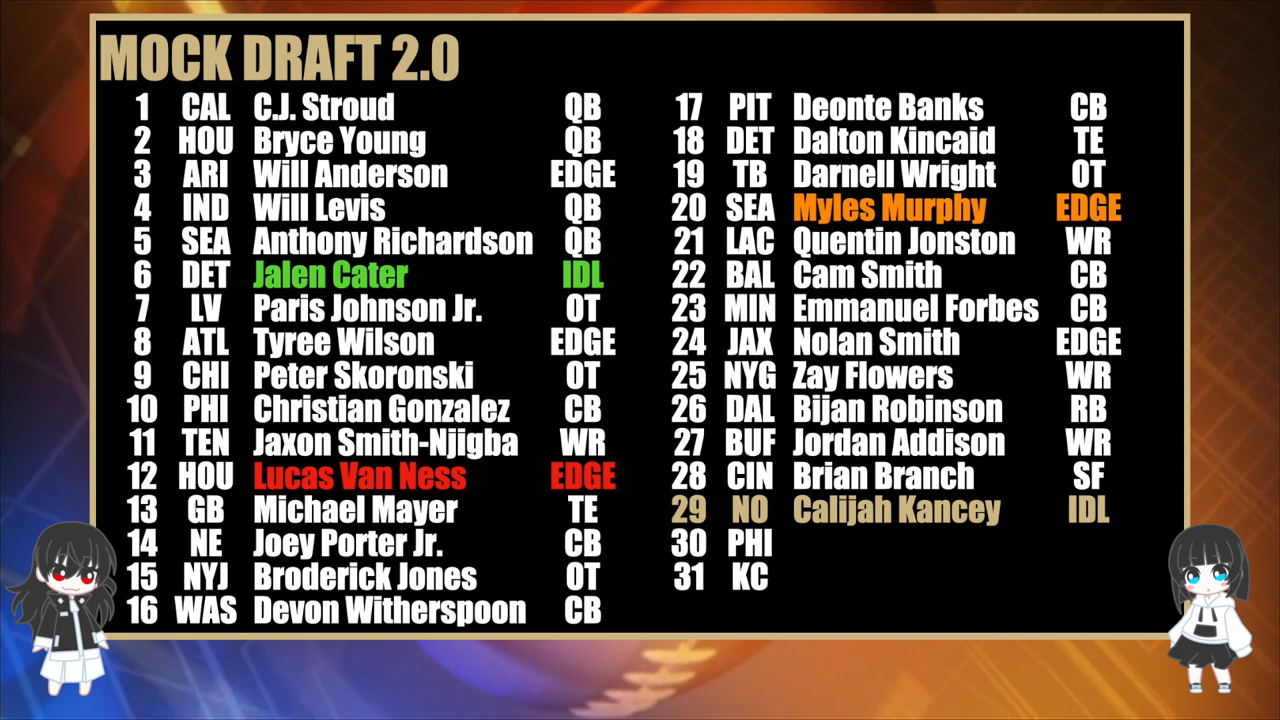 MOCK DRAFT 2.0
1 CAL C.J. Stroud QB
2 HOU Bryce Young QB
3 ARI Will Anderson EDGE
4 IND Will Levis QB
5 SEA Anthony Richardson QB
6 DET Jalen Cater IDL
7 LV Paris Johnson Jr. OT
8 ATL Tyree Wilson EDGE
9 CHI Peter Skoronski OT
10 PHI Christian Gonzalez CB
11 TEN Jaxon Smith-Njigba WR
12 HOU Lucas Van Ness EDGE
13 GB Michael Mayer TE
14 NE Joey Porter Jr. CB
15 NYJ Broderick Jones OT
16 WAS Devon Witherspoon CB
17 PIT Deonte Banks CB
18 DET Dalton Kincaid TE
19 TB Darnell Wright OT
20 SEA Myles Murphy EDGE
21 LAC Quentin Jonston WR
22 BAL Cam Smith CB
23 MIN Emmanuel Forbes CB
24 JAX Nolan Smith EDGE
25 NYG Zay Flowers WR
26 DAL Bijan Robinson RB
27 BUF Jordan Addison WR
28 CIN Brian Branch SF
29 NO Calijah Kancey IDL
30 PHI
31 KC